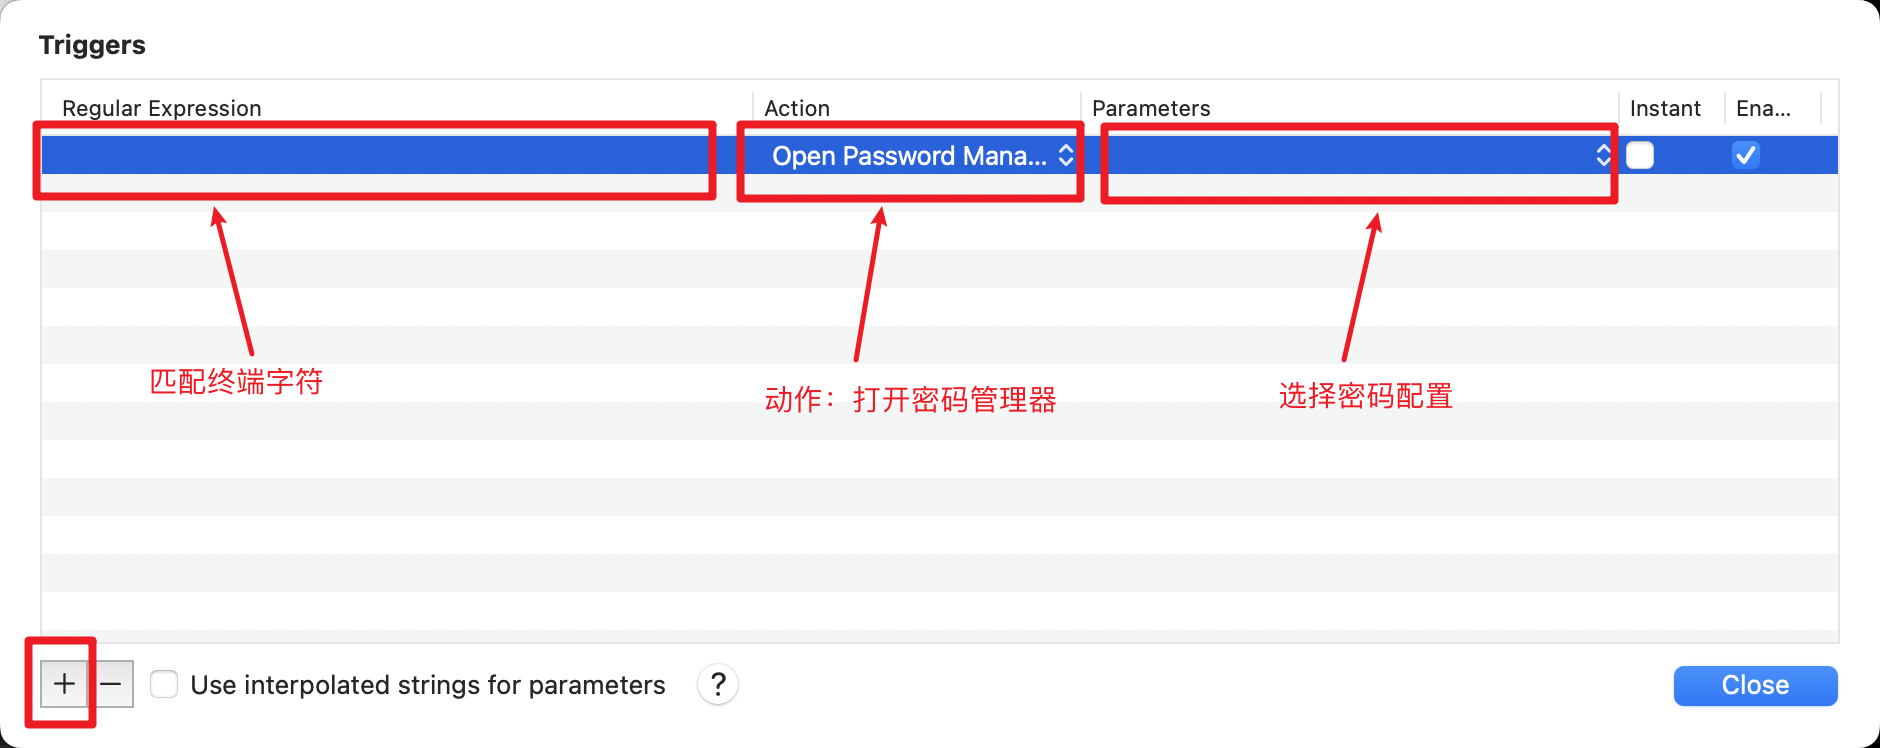 Triggers
Regular Expression Action Parameters Instant Ena...
Open Password Mana...
匹配终端字符
动作：打开密码管理器
选择密码配置
+ − Use interpolated strings for parameters ? Close